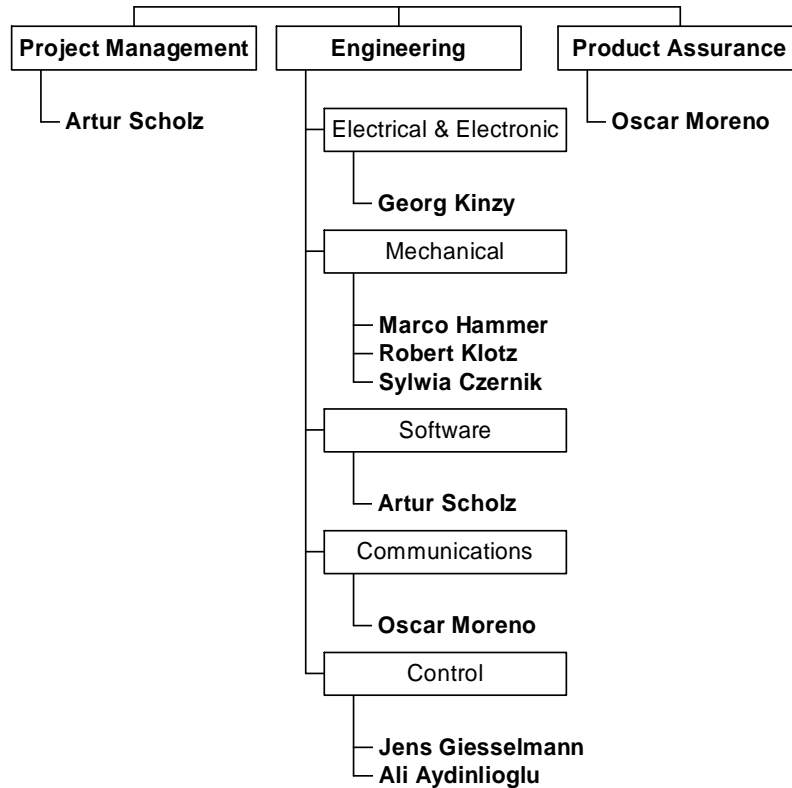 Project Management
Engineering
Product Assurance
Artur Scholz
Oscar Moreno
Electrical & Electronic
Georg Kinzy
Mechanical
Marco Hammer
Robert Klotz
Sylwia Czernik
Software
Artur Scholz
Communications
Oscar Moreno
Control
Jens Giesselmann
Ali Aydinlioglu